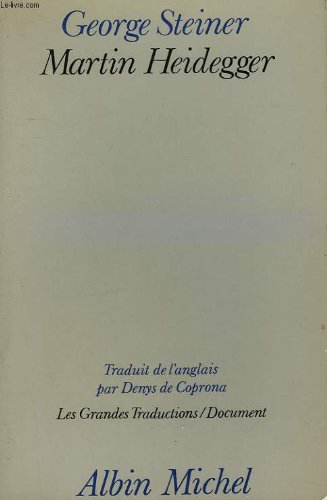 Le-livre.com
George Steiner
Martin Heidegger
Traduit de l'anglais
par Denys de Coprona
Les Grandes Traductions/Document
Albin Michel